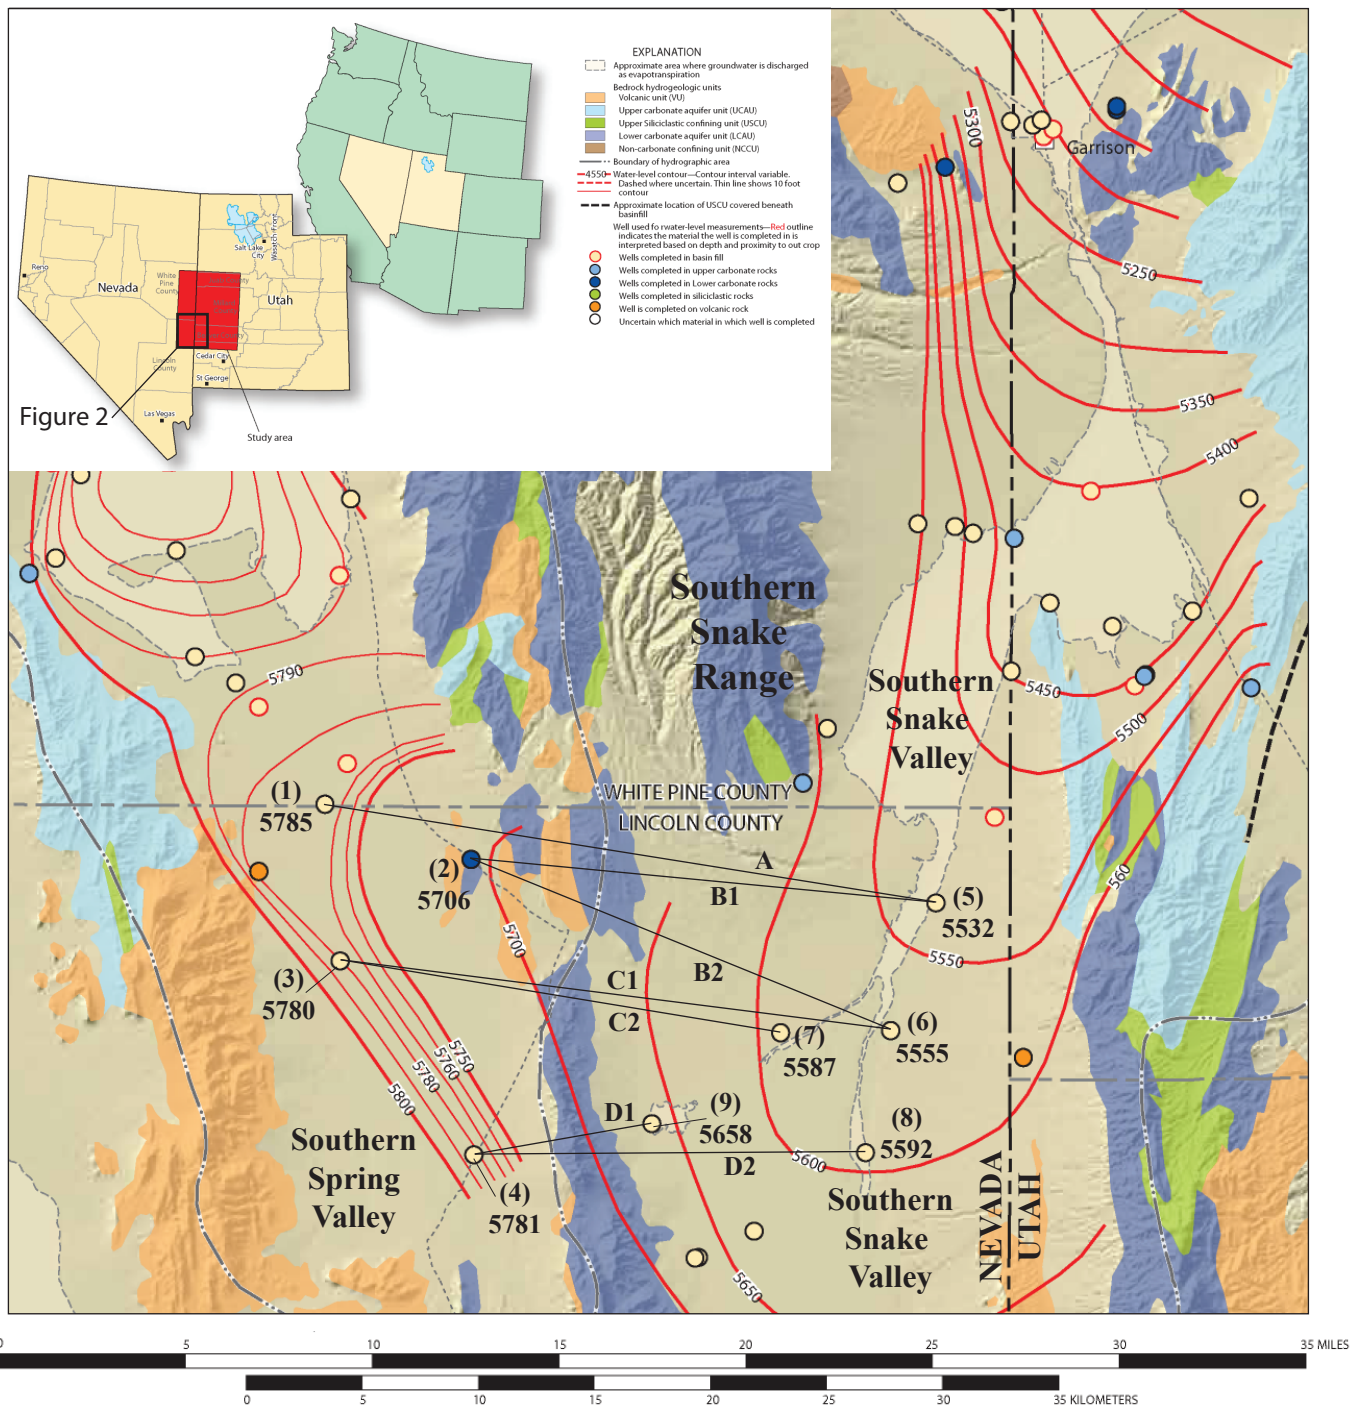 EXPLANATION
Approximate area where groundwater is discharged
as evapotranspiration
Bedrock hydrogeologic units
Volcanic unit (VU)
Upper carbonate aquifer unit (UCAU)
Upper Siliciclastic confining unit (USCU)
Lower carbonate aquifer unit (LCAU)
Non-carbonate confining unit (NCCU)
Boundary of hydrographic area
4550 Water-level contour—Contour interval variable.
Dashed where uncertain. Thin line shows 10 foot
contour
Approximate location of USCU covered beneath
basinfill
Well used fo rwater-level measurements—Red outline
indicates the material the well is completed in is
interpreted based on depth and proximity to out crop
Wells completed in basin fill
Wells completed in upper carbonate rocks
Wells completed in Lower carbonate rocks
Wells completed in siliciclastic rocks
Well is completed on volcanic rock
Uncertain which material in which well is completed
Reno
Nevada
White
Pine
County
Salt Lake
City
Wasatch Front
Utah
Lincoln
County
Cedar City
St George
Las Vegas
Figure 2
Study area
5300
Garrison
5250
5350
5400
Southern
Snake
Range
5790
Southern
Snake
Valley
5450
5500
(1)
5785
WHITE PINE COUNTY
LINCOLN COUNTY
A
(2)
5706
B1
560
(5)
5532
5700
5550
B2
C1
(3)
5780
C2
(6)
5555
(7)
5587
5750
5760
5780
5800
D1
(9)
5658
(8)
5592
D2
5600
Southern
Spring
Valley
(4)
5781
Southern
Snake
Valley
NEVADA
UTAH
5650
0 5 10 15 20 25 30 35 MILES
0 5 10 15 20 25 30 35 KILOMETERS